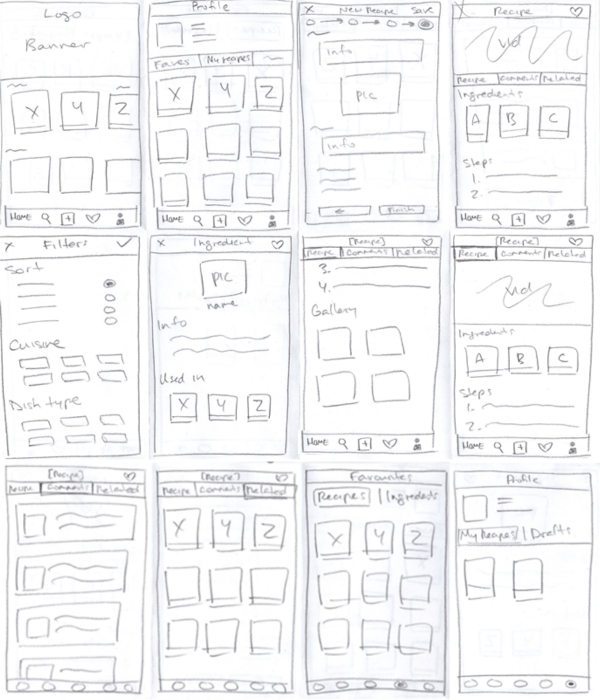 Logo
Banner
X Y Z
HOME
Profile
Faves My recipes
X Y Z
HOME
X New Recipe Save
Info
PIC
Info
Finish
X Recipe
vid
Recipe Comments Related
Ingredients
A B C
Steps
1.
2.
HOME
X Filters
Sort
Cuisine
Dish type
X Ingredient
PIC
name
Info
Used in
X Y Z
[Recipe]
Recipe Comments Related
3.
4.
Gallery
HOME
[Recipe]
Recipe Comments Related
vid
Ingredients
A B C
Steps
1.
2.
HOME
[Recipe]
Recipe Comments Related
[Recipe]
Recipe Comments Related
X Y Z
Favourites
Recipes | Ingredients
X Y Z
Profile
My Recipes | Drafts